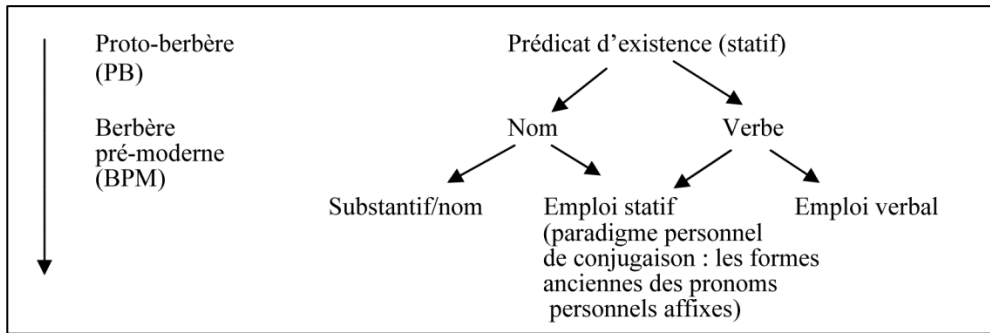 Proto-berbère
(PB)
Prédicat d'existence (statif)
Berbère
pré-moderne
(BPM)
Nom
Verbe
Substantif/nom
Emploi statif
(paradigme personnel
de conjugaison : les formes
anciennes des pronoms
personnels affixes)
Emploi verbal